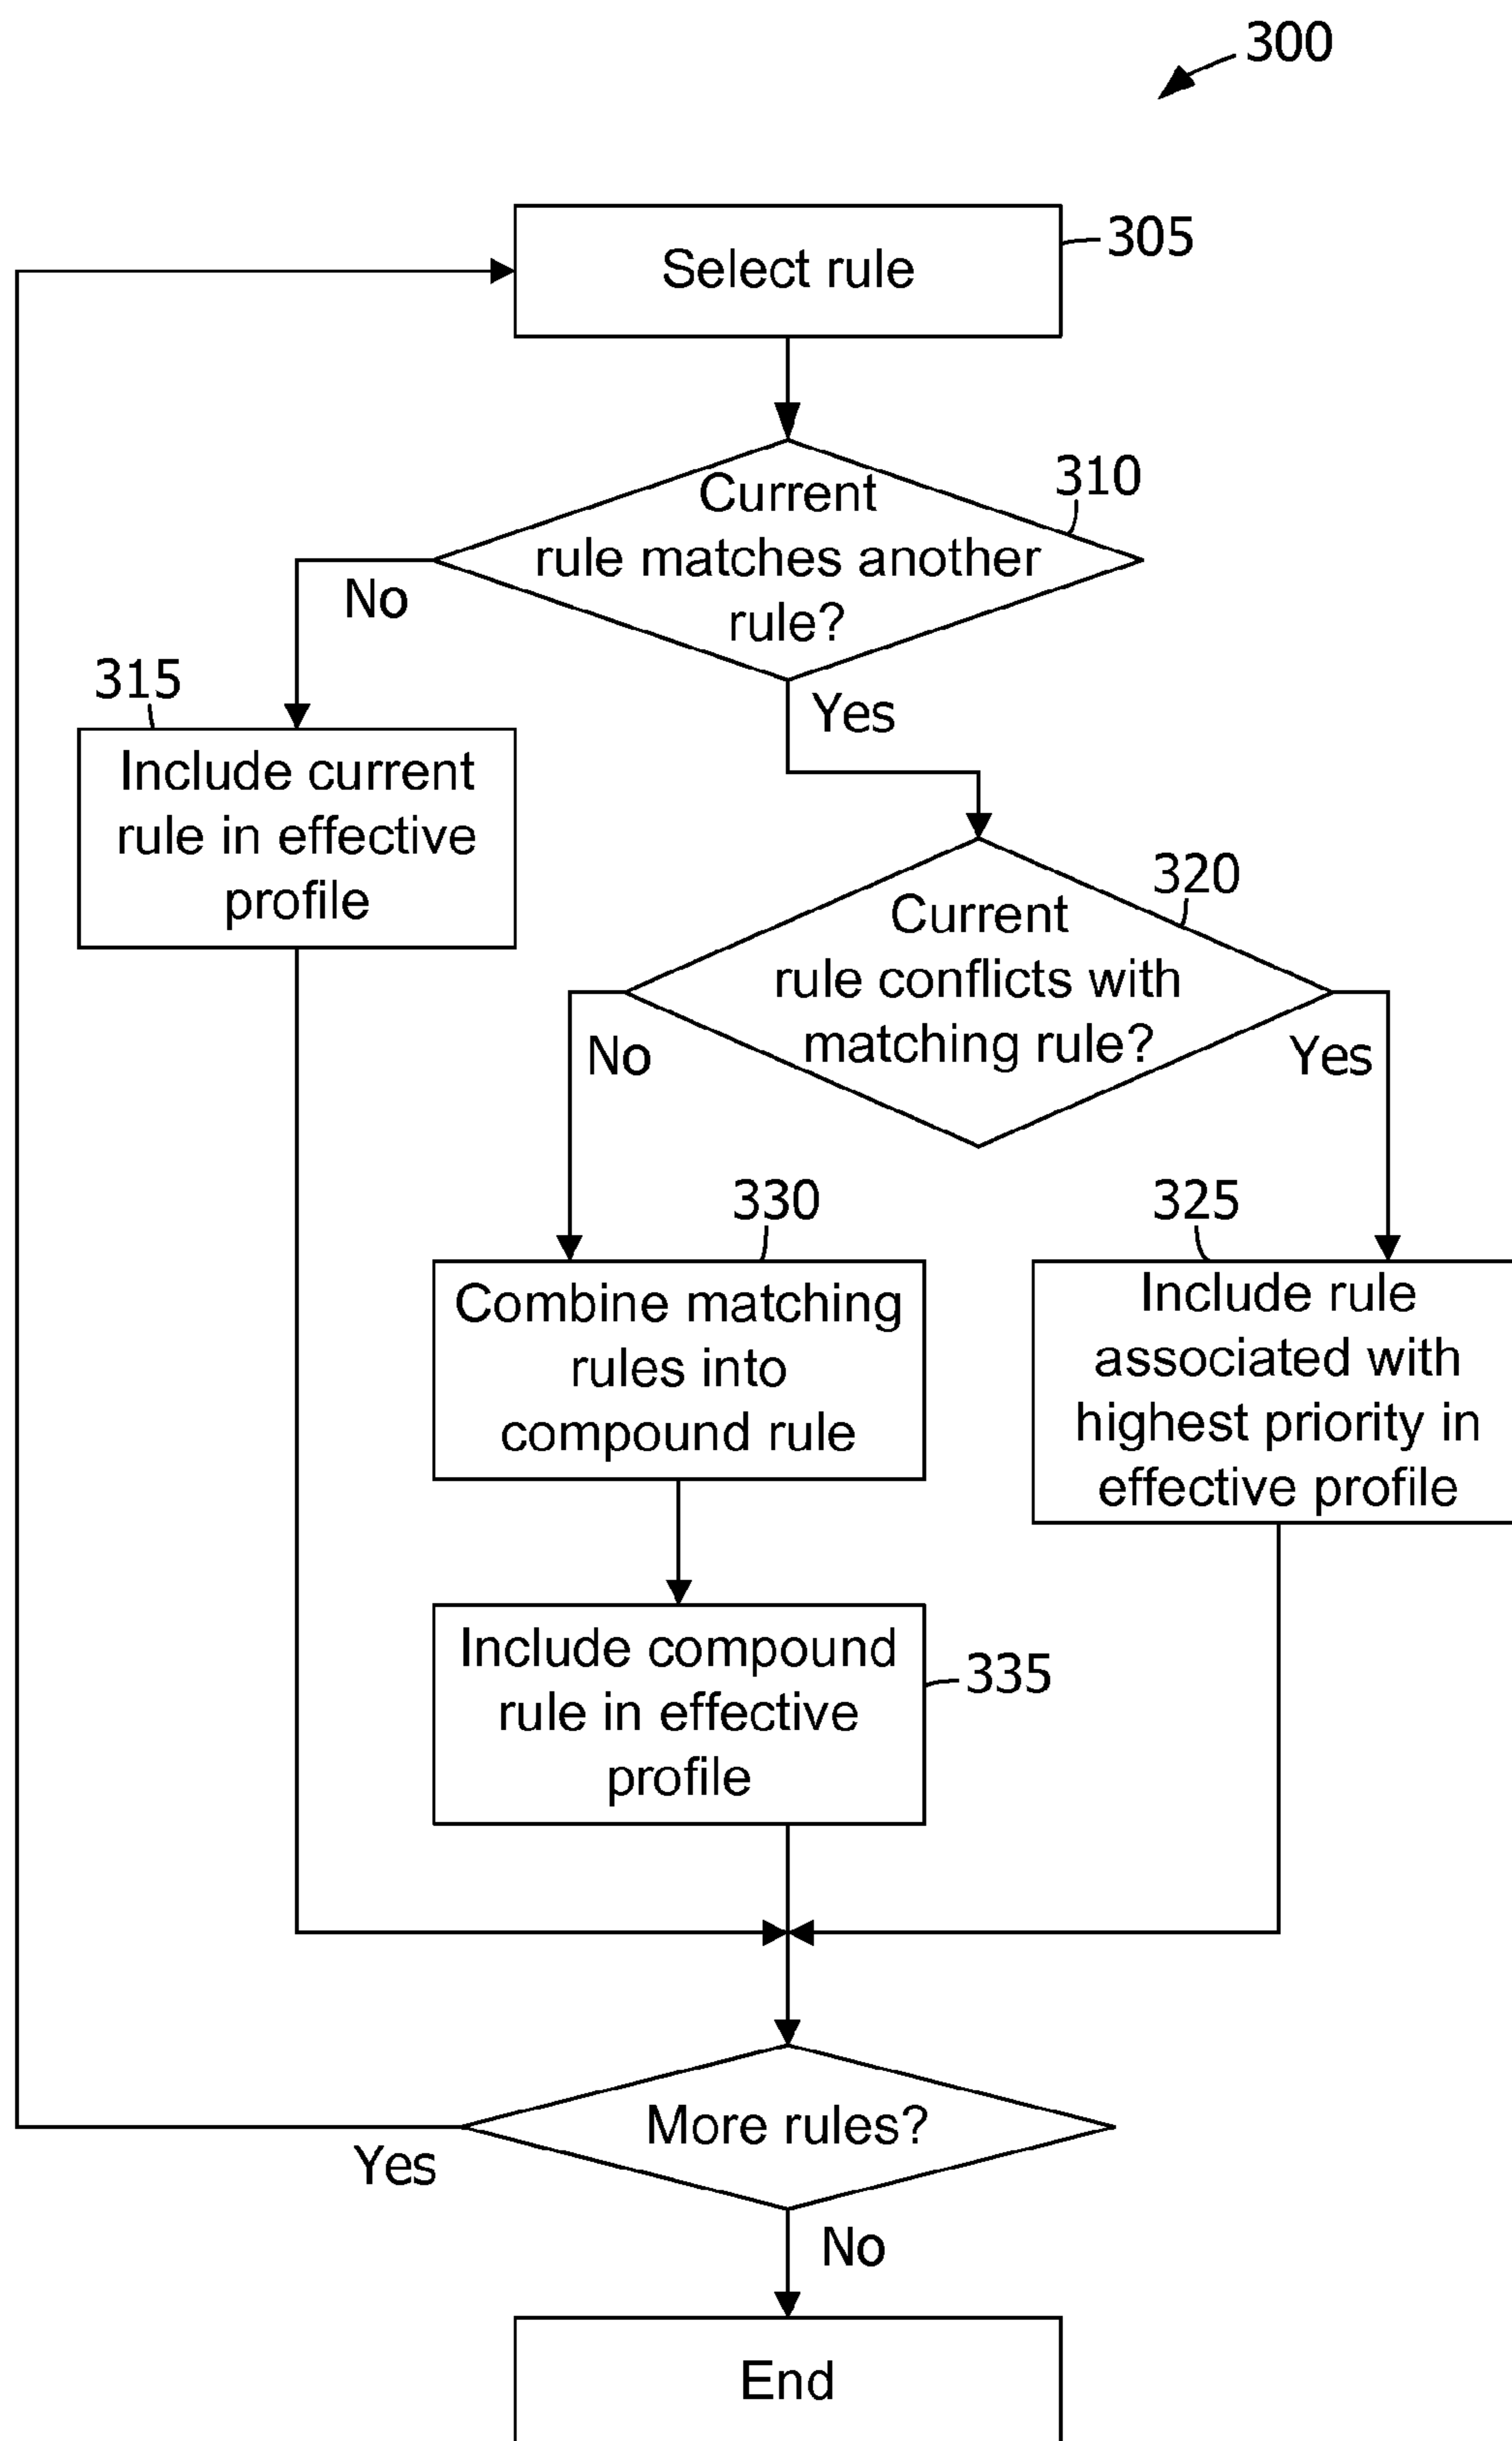 300
Select rule
305
Current
rule matches another
rule?
310
No
Yes
315
Include current
rule in effective
profile
320
Current
rule conflicts with
matching rule?
No
Yes
330
Combine matching
rules into
compound rule
325
Include rule
associated with
highest priority in
effective profile
Include compound
rule in effective
profile
335
More rules?
Yes
No
End